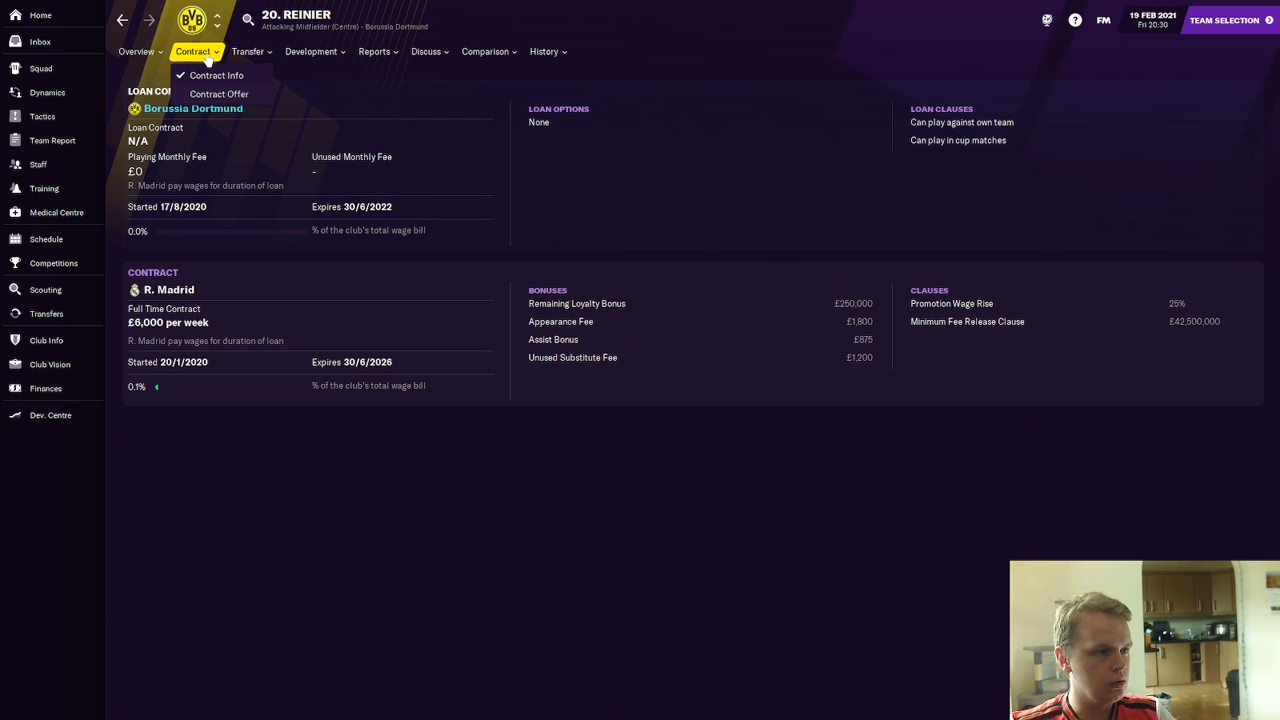 Home
Inbox
Squad
Dynamics
Tactics
Team Report
Staff
Training
Medical Centre
Schedule
Competitions
Scouting
Transfers
Club Info
Club Vision
Finances
Dev. Centre
20. REINIER
Attacking Midfielder (Centre) - Borussia Dortmund
FM
19 FEB 2021
Fri 20:30
TEAM SELECTION
Overview
Contract
Transfer
Development
Reports
Discuss
Comparison
History
Contract Info
Contract Offer
LOAN CO
Borussia Dortmund
Loan Contract
N/A
Playing Monthly Fee
Unused Monthly Fee
£0
-
R. Madrid pay wages for duration of loan
Started 17/8/2020
Expires 30/6/2022
0.0%
% of the club's total wage bill
LOAN OPTIONS
None
LOAN CLAUSES
Can play against own team
Can play in cup matches
CONTRACT
R. Madrid
Full Time Contract
£6,000 per week
R. Madrid pay wages for duration of loan
Started 20/1/2020
Expires 30/6/2026
0.1%
% of the club's total wage bill
BONUSES
Remaining Loyalty Bonus £250,000
Appearance Fee £1,800
Assist Bonus £875
Unused Substitute Fee £1,200
CLAUSES
Promotion Wage Rise 25%
Minimum Fee Release Clause £42,500,000